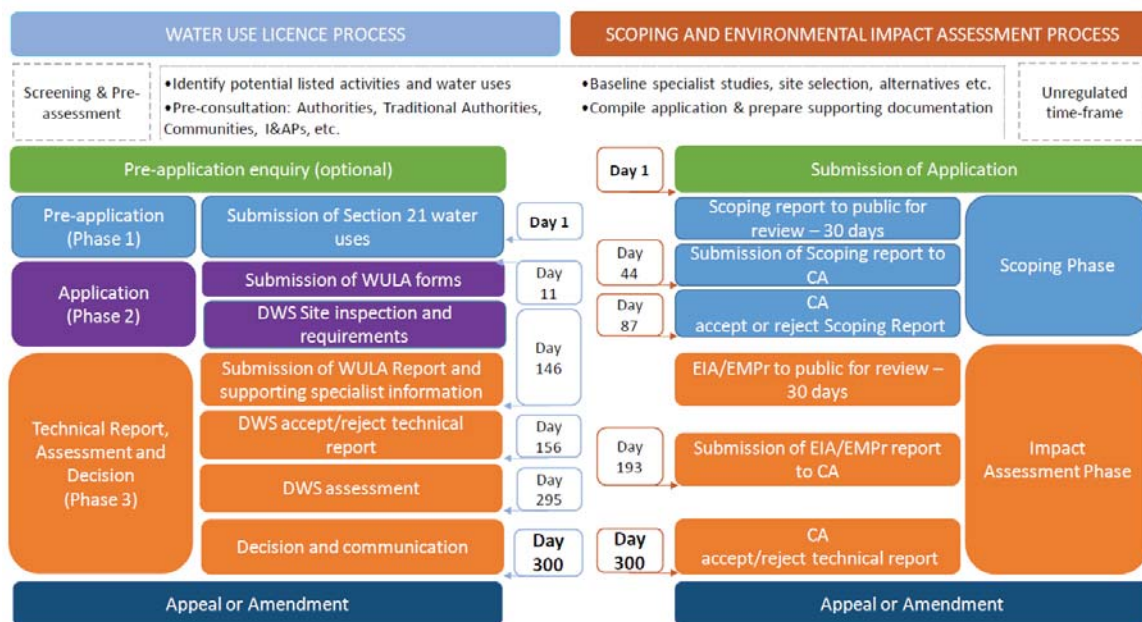 WATER USE LICENCE PROCESS
SCOPING AND ENVIRONMENTAL IMPACT ASSESSMENT PROCESS
Screening & Pre-
assessment
•Identify potential listed activities and water uses
•Pre-consultation: Authorities, Traditional Authorities,
Communities, I&APs, etc.
•Baseline specialist studies, site selection, alternatives etc.
•Compile application & prepare supporting documentation
Unregulated
time-frame
Pre-application enquiry (optional)
Pre-application
(Phase 1)
Submission of Section 21 water
uses
Day 1
Application
(Phase 2)
Submission of WULA forms
Day
11
DWS Site inspection and
requirements
Day
146
Technical Report,
Assessment and
Decision
(Phase 3)
Submission of WULA Report and
supporting specialist information
DWS accept/reject technical
report
Day
156
DWS assessment
Day
295
Decision and communication
Day
300
Appeal or Amendment
Day 1
Submission of Application
Scoping report to public for
review – 30 days
Scoping Phase
Day
44
Submission of Scoping report to
CA
Day
87
CA
accept or reject Scoping Report
EIA/EMPr to public for review –
30 days
Impact
Assessment Phase
Day
193
Submission of EIA/EMPr report
to CA
Day
300
CA
accept/reject technical report
Appeal or Amendment